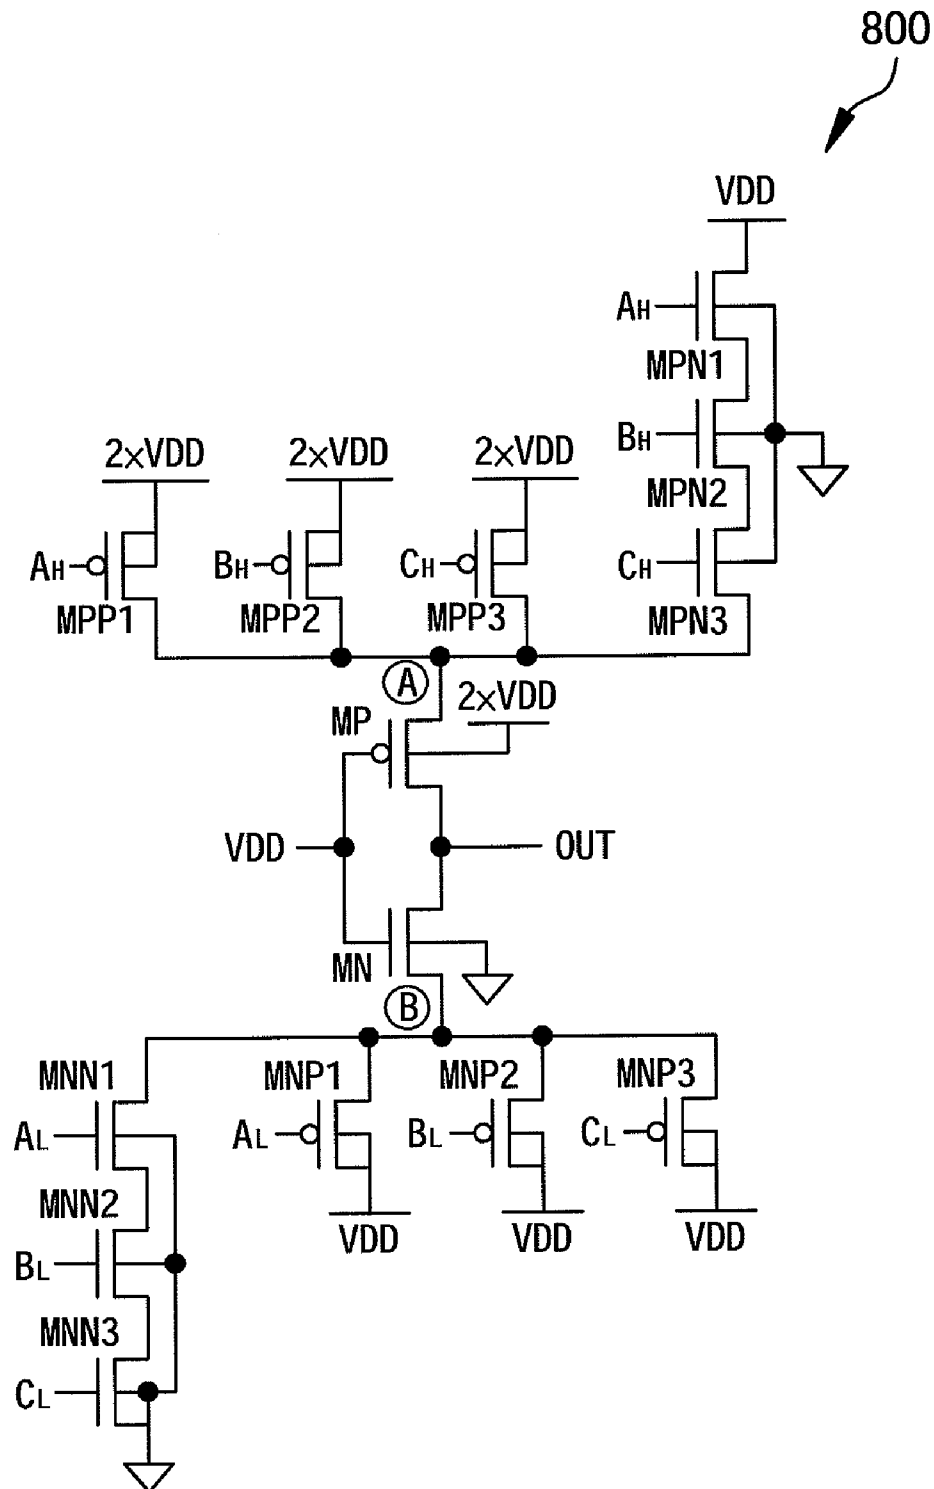 800
VDD
AH
MPN1
BH
MPN2
CH
MPN3
2xVDD 2xVDD 2xVDD
AH BH CH
MPP1 MPP2 MPP3
A
2xVDD
MP
VDD
OUT
MN
B
MNN1 MNP1 MNP2 MNP3
AL AL BL CL
MNN2
VDD VDD VDD
BL
MNN3
CL